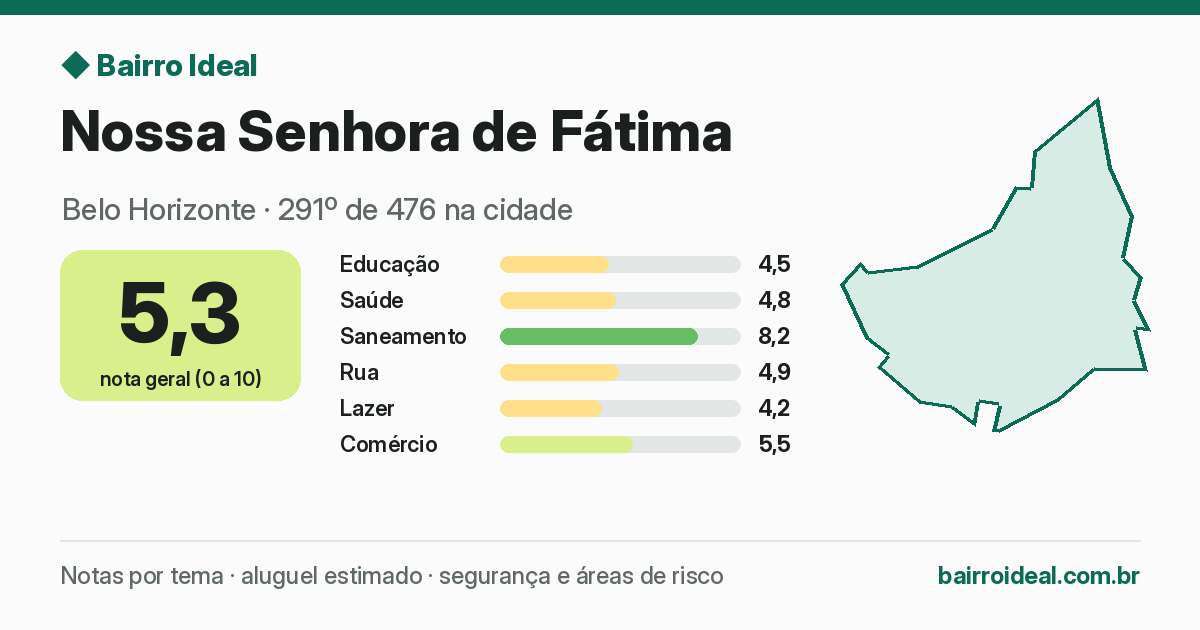 Bairro Ideal
Nossa Senhora de Fátima
Belo Horizonte · 291º de 476 na cidade
5,3
nota geral (0 a 10)
Educação 4,5
Saúde 4,8
Saneamento 8,2
Rua 4,9
Lazer 4,2
Comércio 5,5
Notas por tema · aluguel estimado · segurança e áreas de risco
bairroideal.com.br